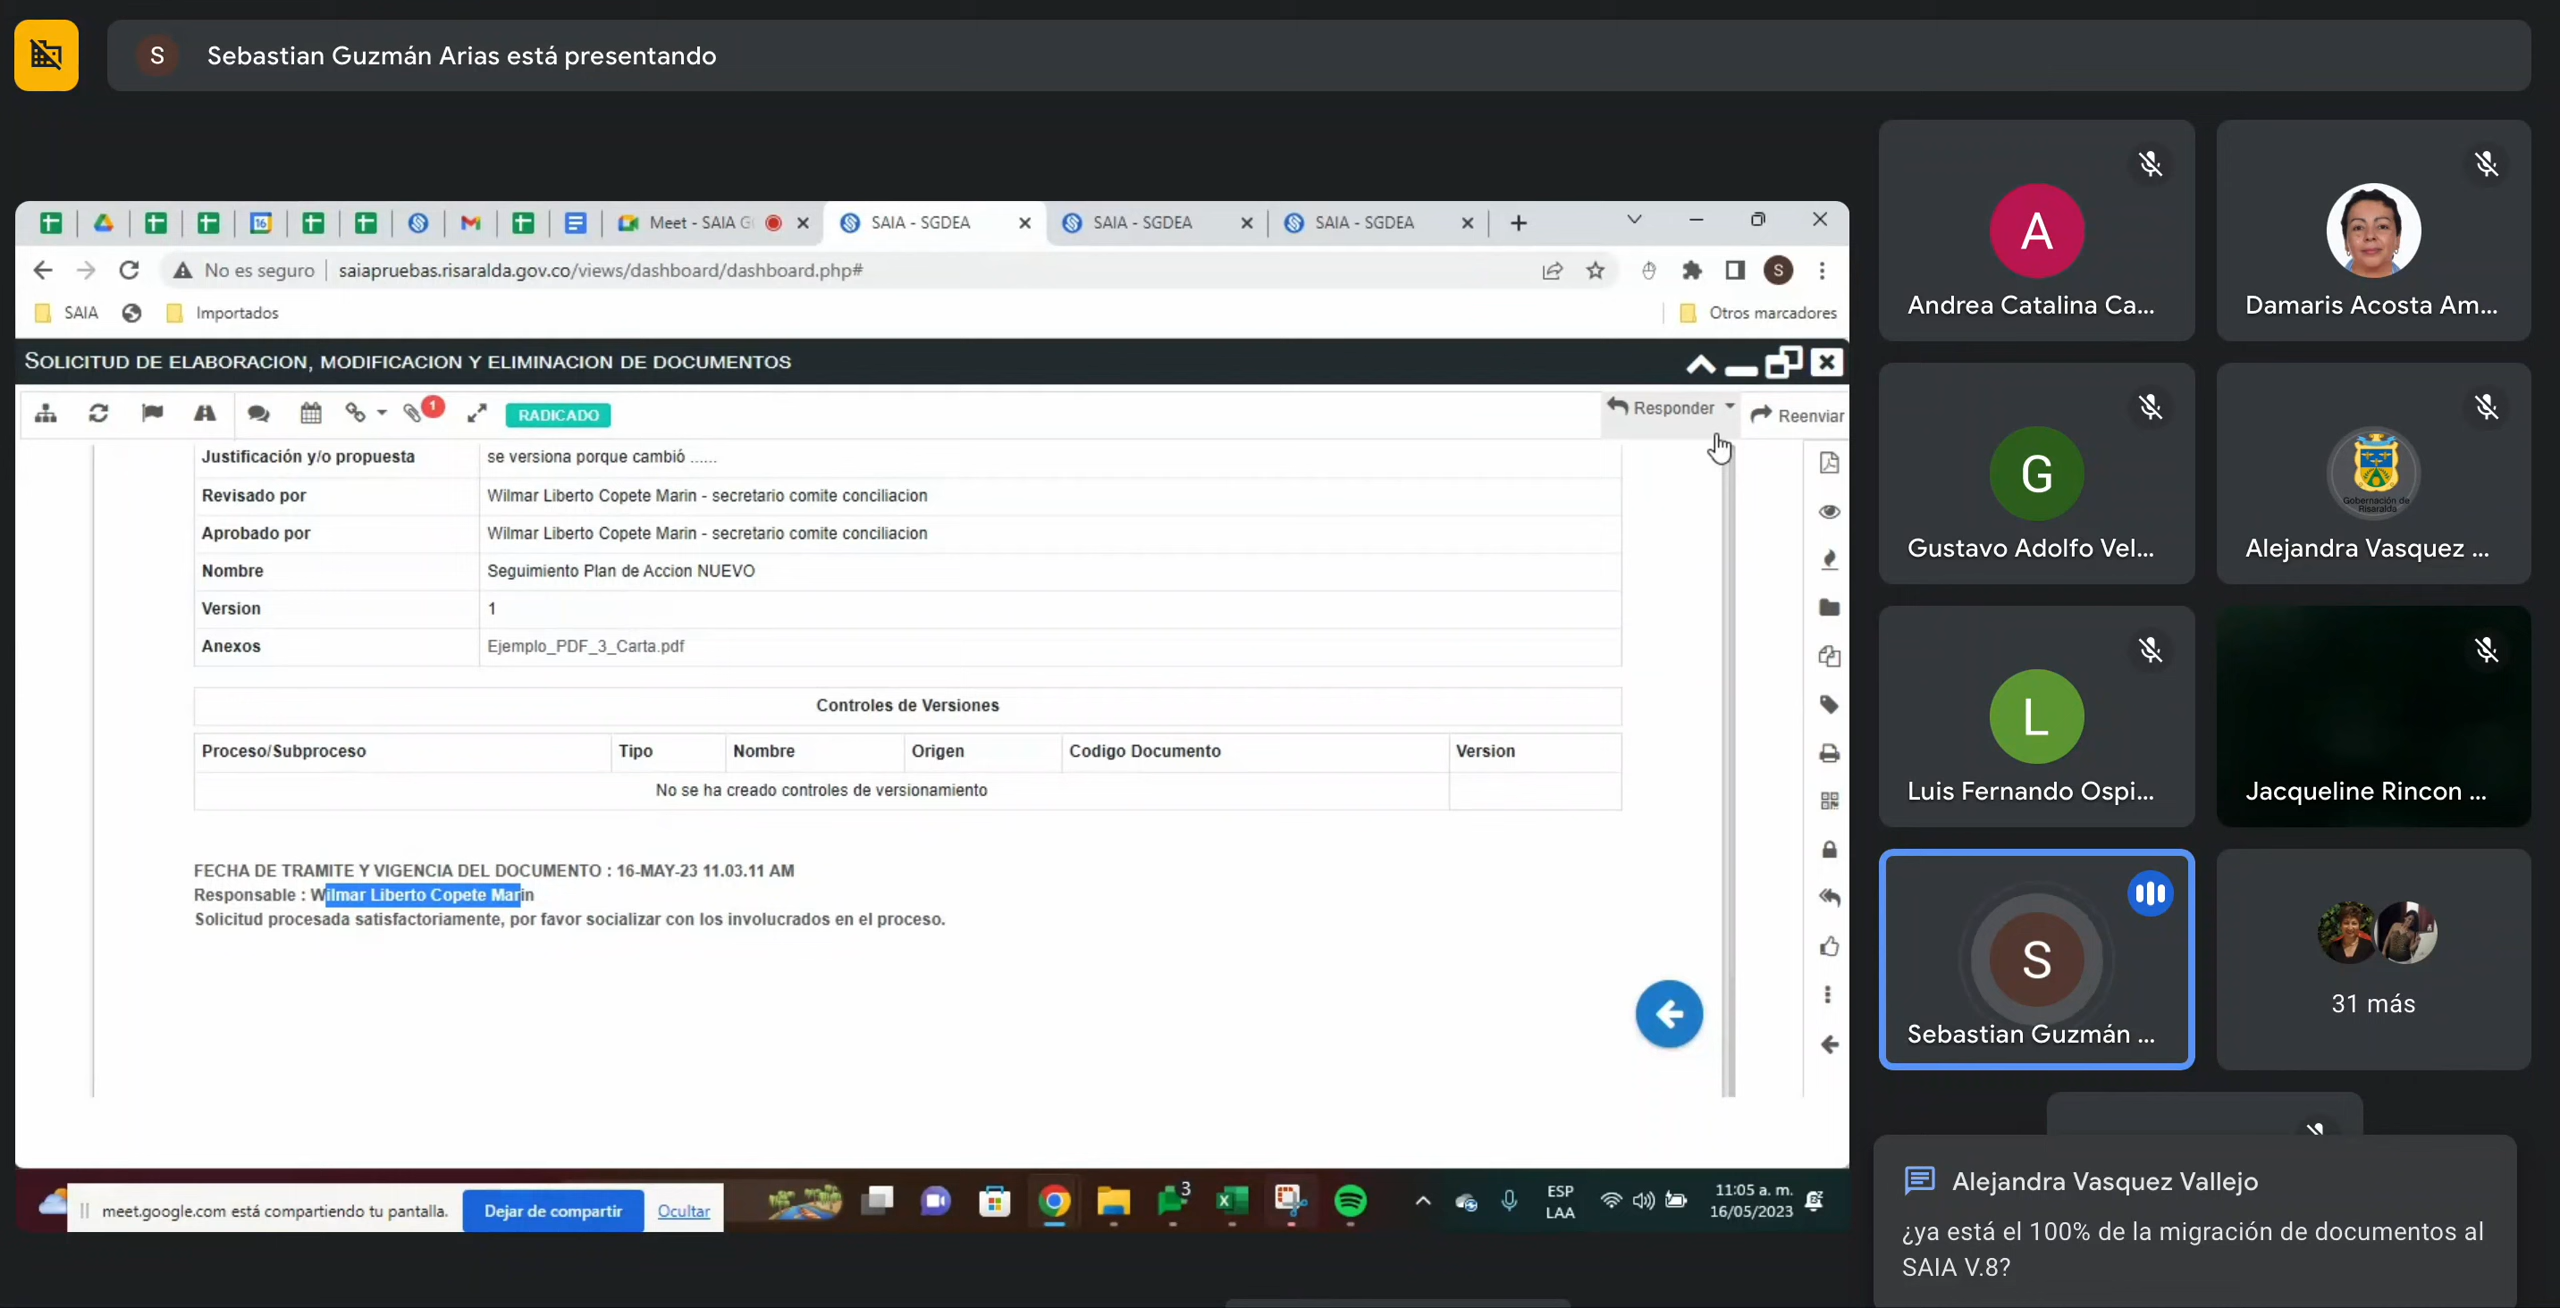 S Sebastian Guzmán Arias está presentando
Meet - SAIA G
SAIA - SGDEA
SAIA - SGDEA
SAIA - SGDEA
No es seguro | saiapruebas.risaralda.gov.co/views/dashboard/dashboard.php#
S
SAIA
Importados
Otros marcadores
SOLICITUD DE ELABORACION, MODIFICACION Y ELIMINACION DE DOCUMENTOS
1
RADICADO
Responder
Reenviar
Justificación y/o propuesta se versiona porque cambió ......
Revisado por Wilmar Liberto Copete Marin - secretario comite conciliacion
Aprobado por Wilmar Liberto Copete Marin - secretario comite conciliacion
Nombre Seguimiento Plan de Accion NUEVO
Version 1
Anexos Ejemplo_PDF_3_Carta.pdf
Controles de Versiones
Proceso/Subproceso Tipo Nombre Origen Codigo Documento Version
No se ha creado controles de versionamiento
FECHA DE TRAMITE Y VIGENCIA DEL DOCUMENTO : 16-MAY-23 11.03.11 AM
Responsable : Wilmar Liberto Copete Marin
Solicitud procesada satisfactoriamente, por favor socializar con los involucrados en el proceso.
meet.google.com está compartiendo tu pantalla.
Dejar de compartir
Ocultar
3
ESP
LAA
11:05 a. m.
16/05/2023
A
Andrea Catalina Ca...
Damaris Acosta Am...
G
Gustavo Adolfo Vel...
Gobernación de
Risaralda
Alejandra Vasquez ...
L
Luis Fernando Ospi...
Jacqueline Rincon ...
S
Sebastian Guzmán ...
31 más
Alejandra Vasquez Vallejo
¿ya está el 100% de la migración de documentos al
SAIA V.8?